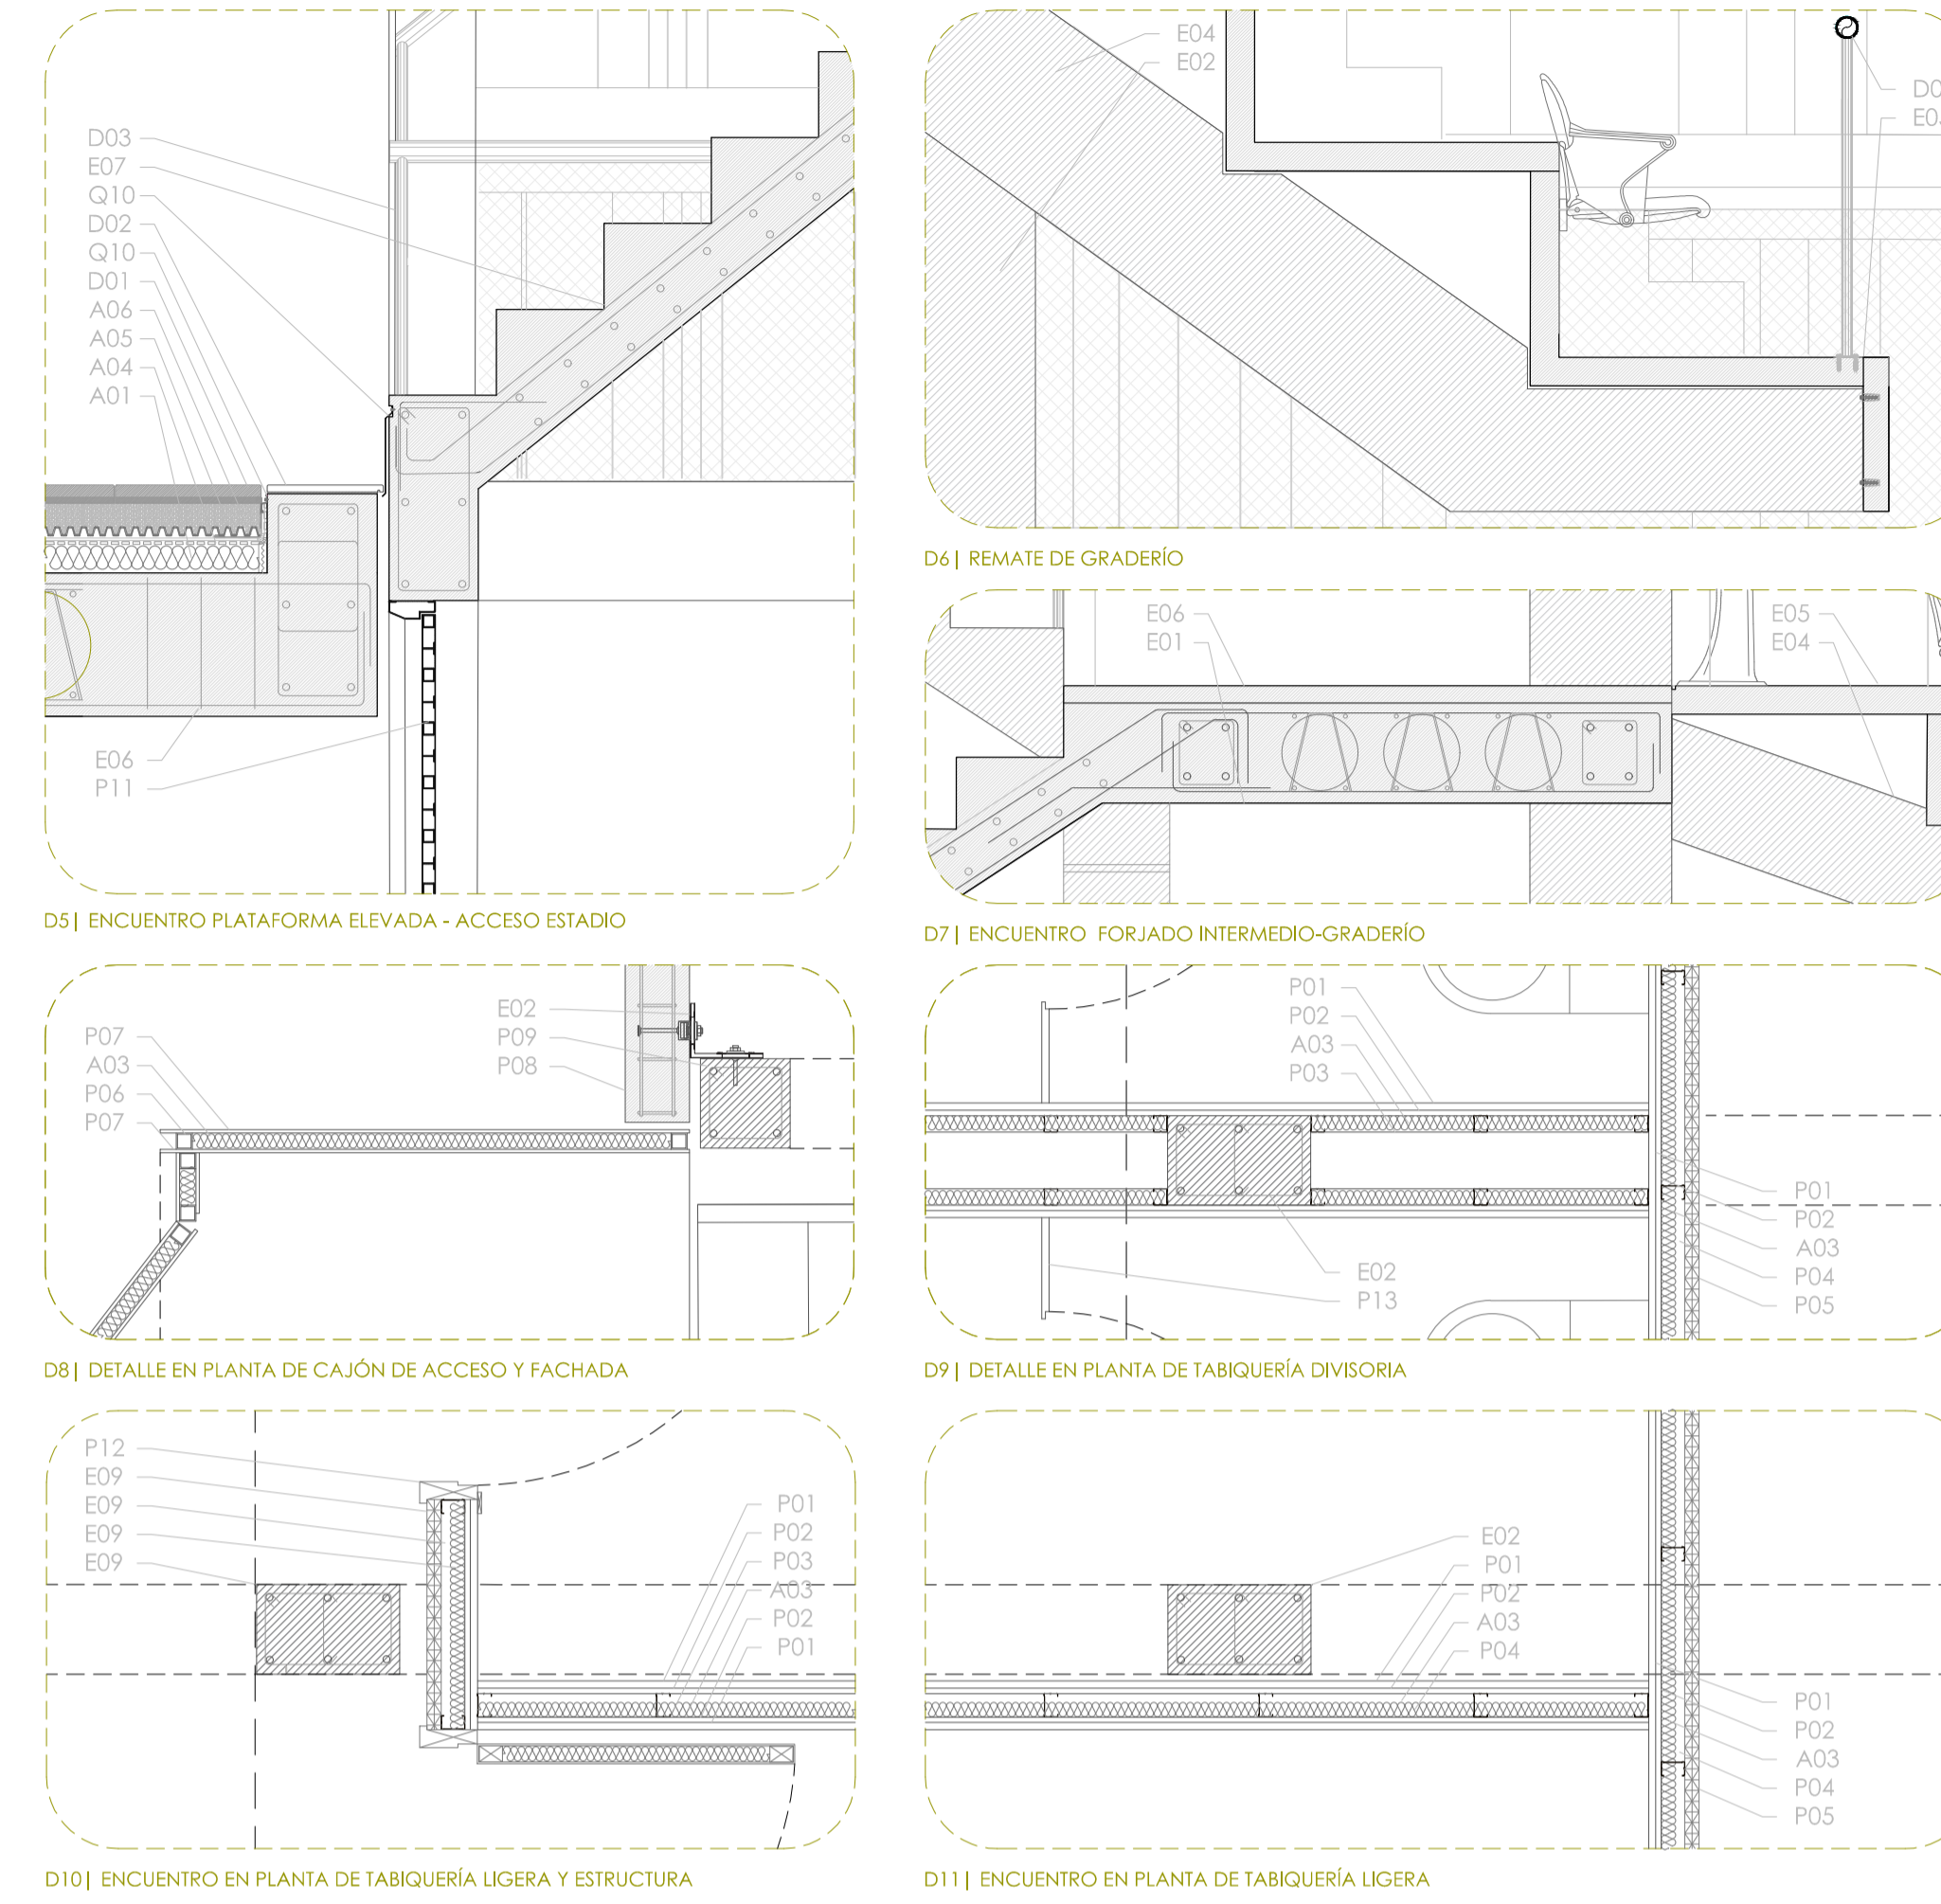 D03
E07
Q10
D02
Q10
D01
A06
A05
A04
A01
E06
P11
D5| ENCUENTRO PLATAFORMA ELEVADA - ACCESO ESTADIO
E04
E02
D6| REMATE DE GRADERÍO
E06
E01
E05
E04
D7| ENCUENTRO FORJADO INTERMEDIO-GRADERÍO
P07
A03
P06
P07
E02
P09
P08
D8| DETALLE EN PLANTA DE CAJÓN DE ACCESO Y FACHADA
P01
P02
A03
P03
P01
P02
A03
P04
P05
E02
P13
D9| DETALLE EN PLANTA DE TABIQUERÍA DIVISORIA
P12
E09
E09
E09
E09
P01
P02
P03
A03
P02
P01
D10| ENCUENTRO EN PLANTA DE TABIQUERÍA LIGERA Y ESTRUCTURA
E02
P01
P02
A03
P04
P01
P02
A03
P04
P05
D11| ENCUENTRO EN PLANTA DE TABIQUERÍA LIGERA